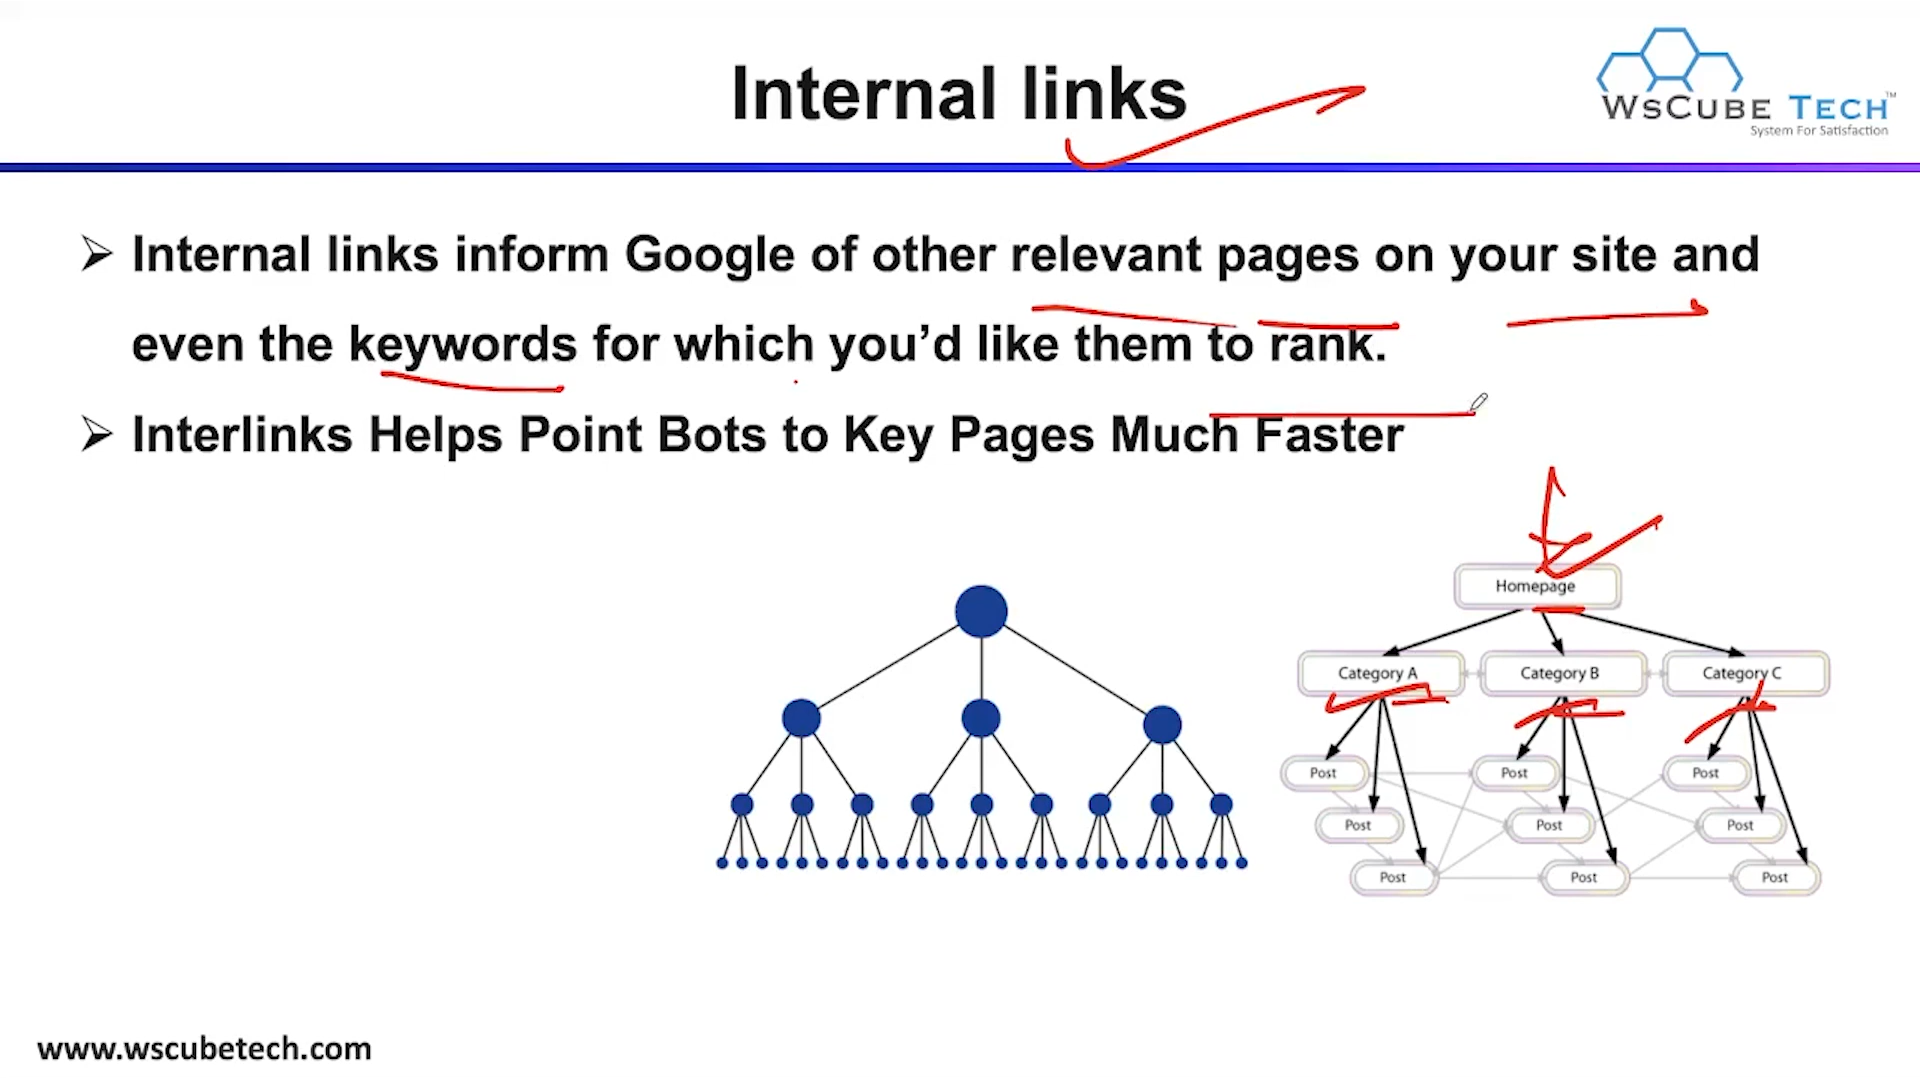 Internal links
WsCube Tech™
System For Satisfaction
Internal links inform Google of other relevant pages on your site and
even the keywords for which you’d like them to rank.
Interlinks Helps Point Bots to Key Pages Much Faster
Homepage
Category A
Category B
Category C
Post
Post
Post
Post
Post
Post
Post
Post
Post
www.wscubetech.com